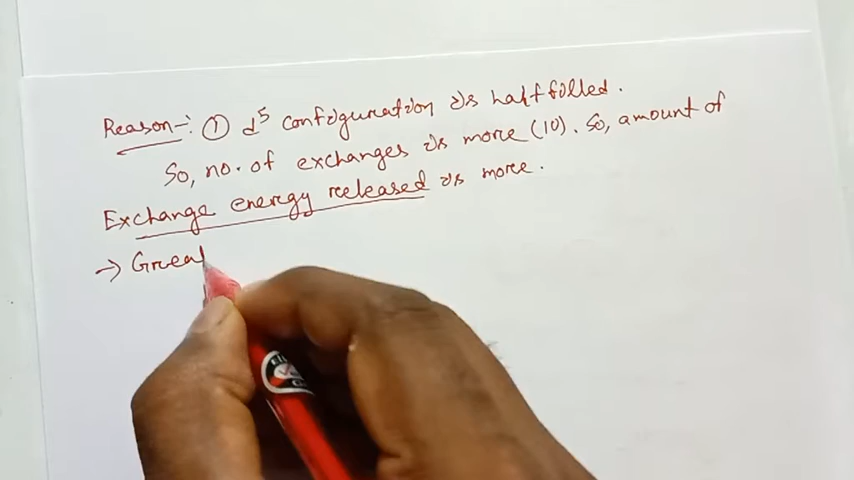 Reason-: ① d⁵ configuration is half filled.
So, no. of exchanges is more (10). So, amount of
Exchange energy released is more.
→ Great